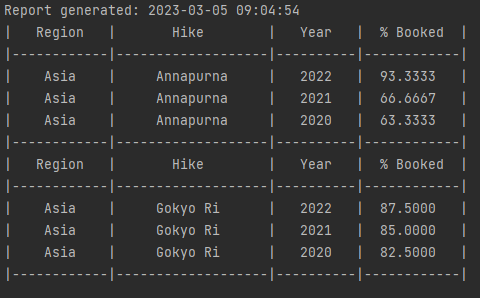 Report generated: 2023-03-05 09:04:54
|   Region   |       Hike        |   Year   |  % Booked  |
|------------|-------------------|----------|------------|
|    Asia    |     Annapurna     |   2022   |  93.3333   |
|    Asia    |     Annapurna     |   2021   |  66.6667   |
|    Asia    |     Annapurna     |   2020   |  63.3333   |
|------------|-------------------|----------|------------|
|   Region   |       Hike        |   Year   |  % Booked  |
|------------|-------------------|----------|------------|
|    Asia    |     Gokyo Ri      |   2022   |  87.5000   |
|    Asia    |     Gokyo Ri      |   2021   |  85.0000   |
|    Asia    |     Gokyo Ri      |   2020   |  82.5000   |
|------------|-------------------|----------|------------|